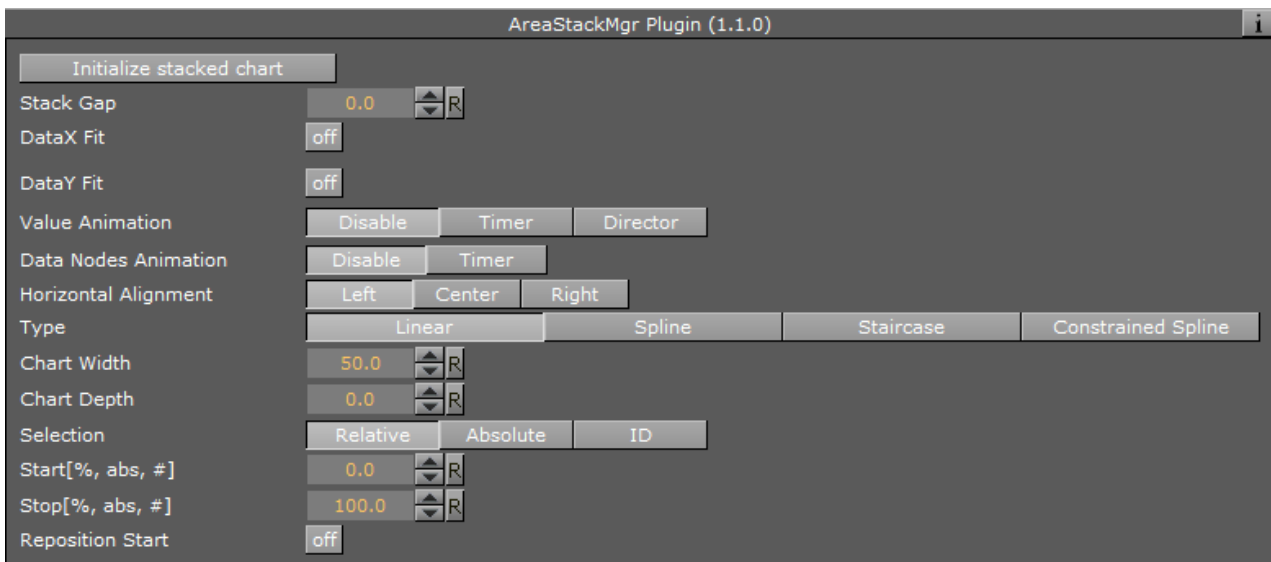 AreaStackMgr Plugin (1.1.0) i
Initialize stacked chart
Stack Gap 0.0 R
DataX Fit off
DataY Fit off
Value Animation Disable Timer Director
Data Nodes Animation Disable Timer
Horizontal Alignment Left Center Right
Type Linear Spline Staircase Constrained Spline
Chart Width 50.0 R
Chart Depth 0.0 R
Selection Relative Absolute ID
Start[%, abs, #] 0.0 R
Stop[%, abs, #] 100.0 R
Reposition Start off